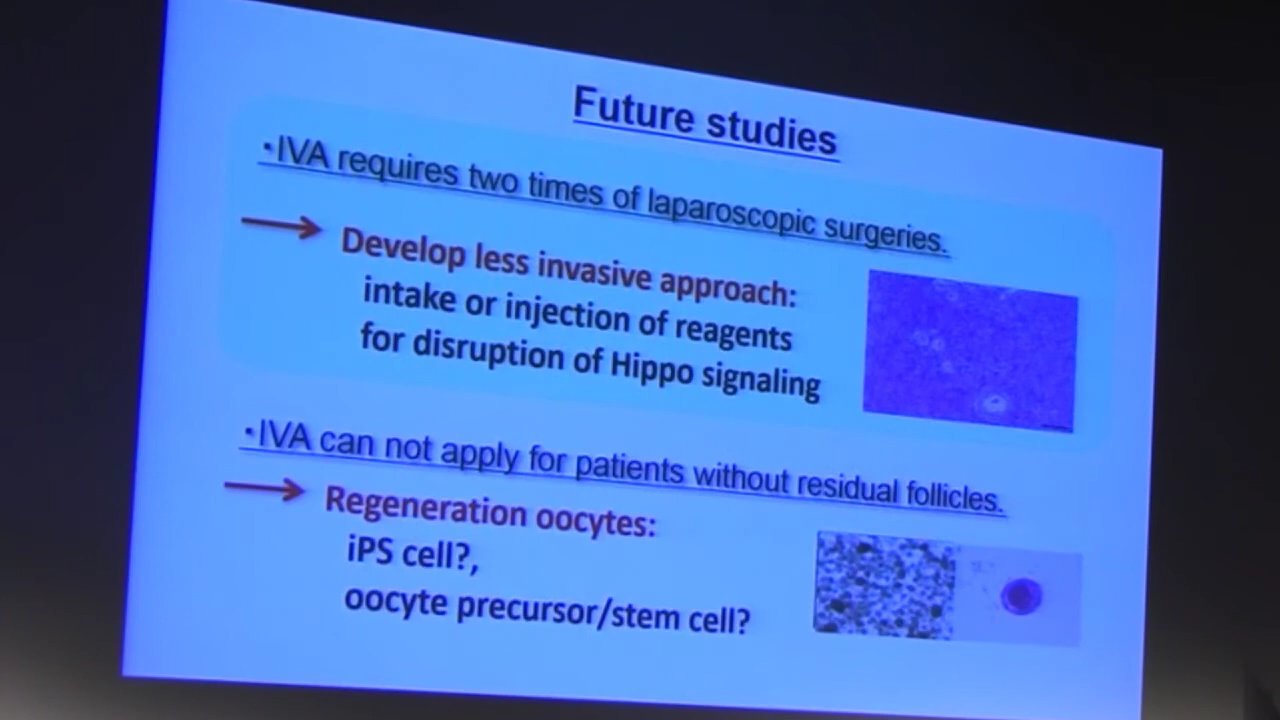 Future studies
・IVA requires two times of laparoscopic surgeries.
Develop less invasive approach:
intake or injection of reagents
for disruption of Hippo signaling
・IVA can not apply for patients without residual follicles.
Regeneration oocytes:
iPS cell?,
oocyte precursor/stem cell?